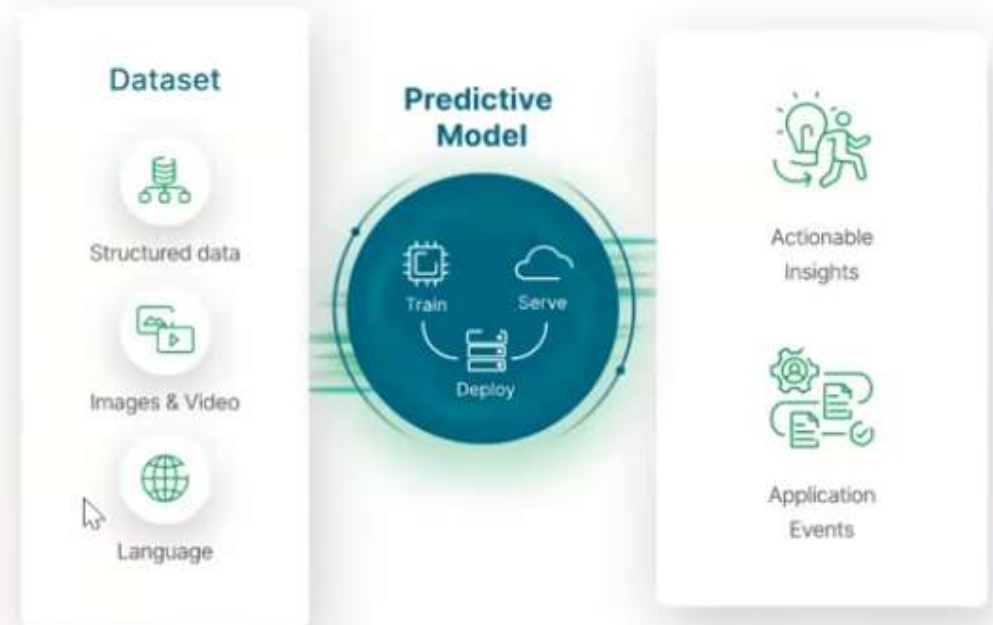 Dataset
Structured data
Images & Video
Language
Predictive
Model
Train
Serve
Deploy
Actionable
Insights
Application
Events